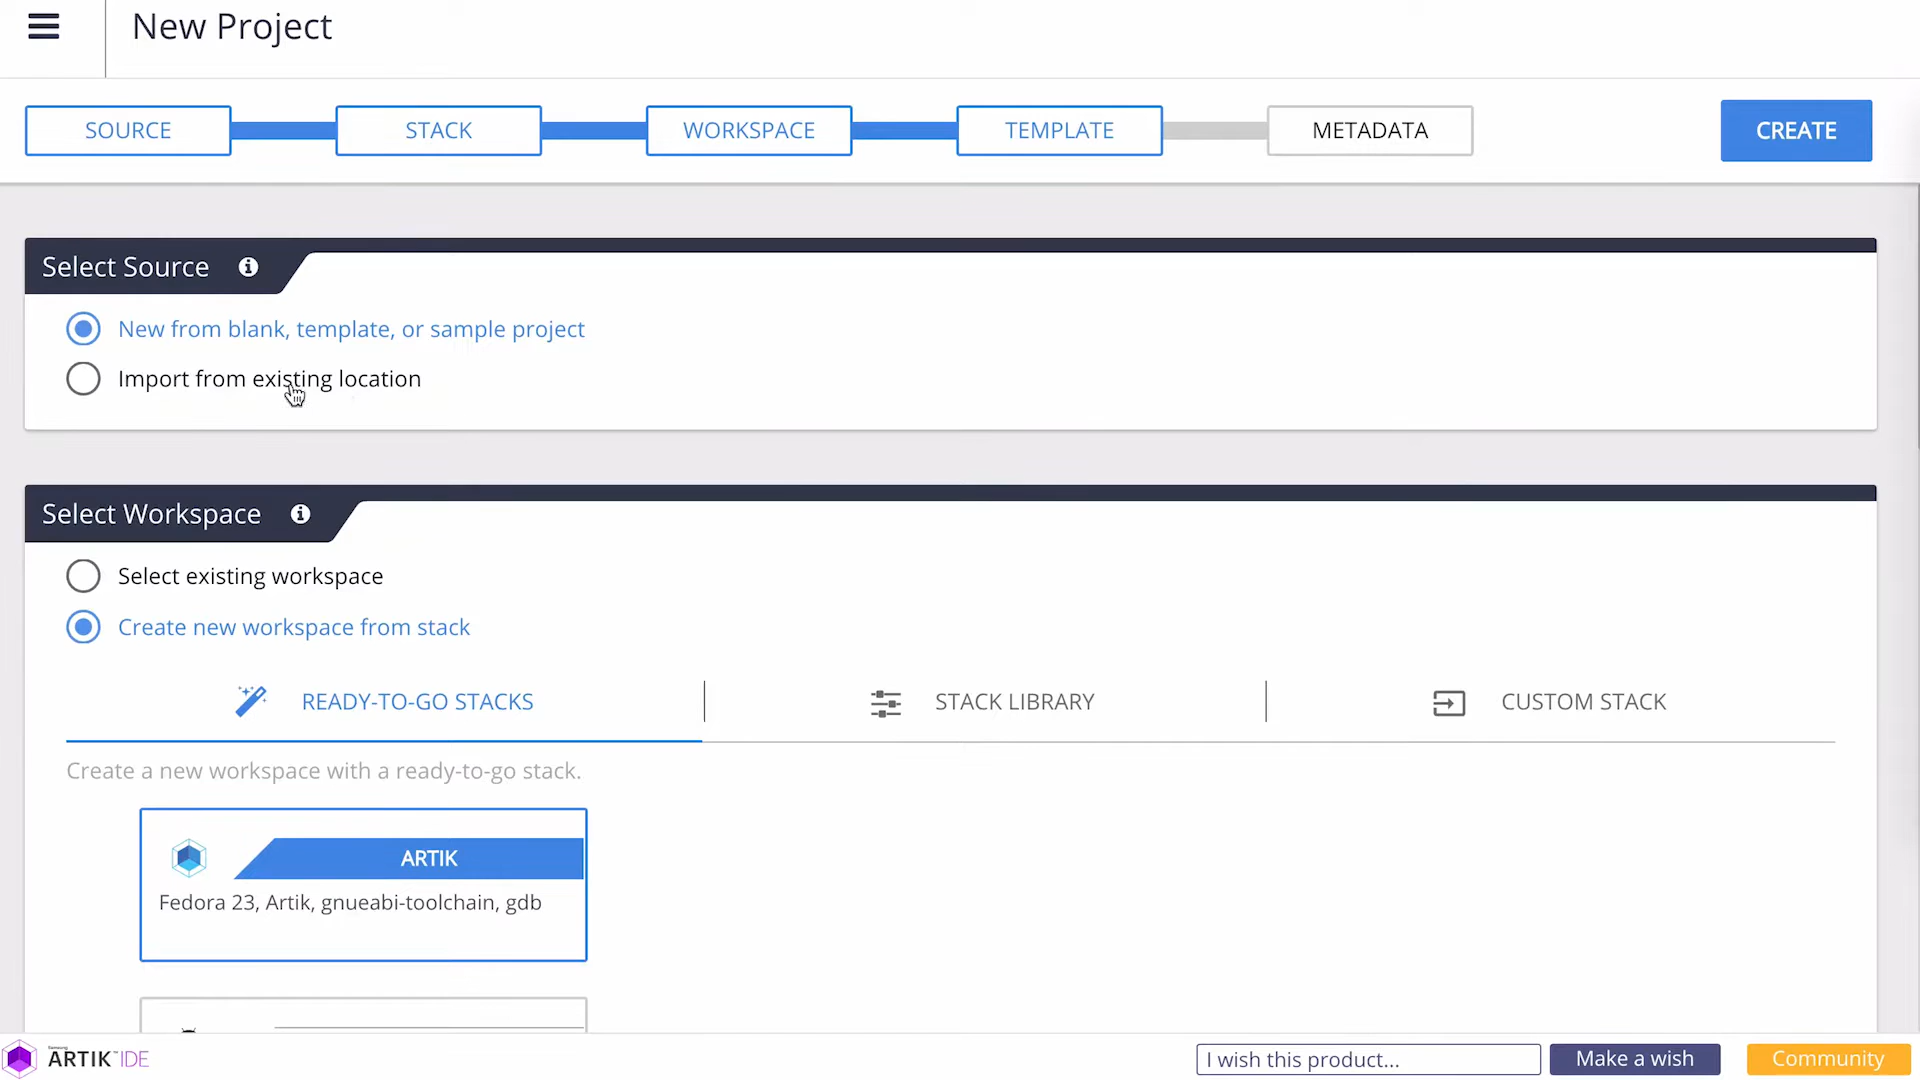 New Project
SOURCE
STACK
WORKSPACE
TEMPLATE
METADATA
CREATE
Select Source
New from blank, template, or sample project
Import from existing location
Select Workspace
Select existing workspace
Create new workspace from stack
READY-TO-GO STACKS
STACK LIBRARY
CUSTOM STACK
Create a new workspace with a ready-to-go stack.
ARTIK
Fedora 23, Artik, gnueabi-toolchain, gdb
Samsung
ARTIK™IDE
I wish this product...
Make a wish
Community